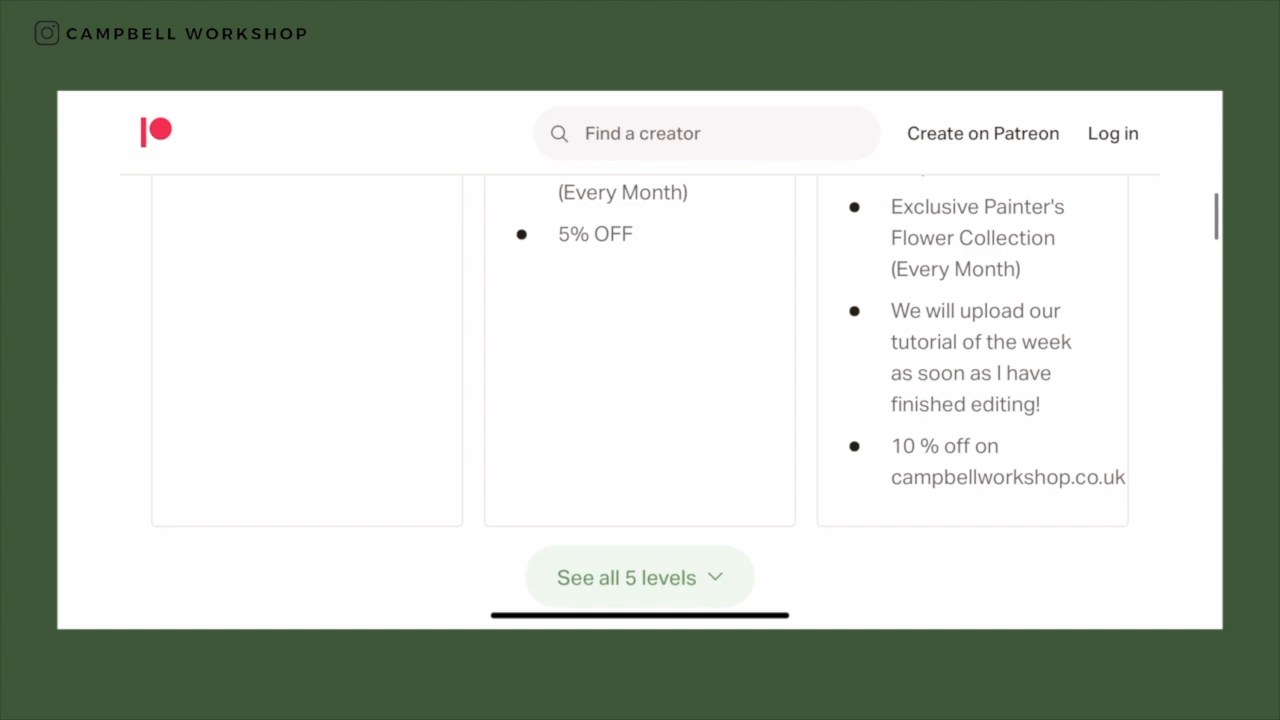 CAMPBELL WORKSHOP
Find a creator
Create on Patreon
Log in
(Every Month)
5% OFF
Exclusive Painter's
Flower Collection
(Every Month)
We will upload our
tutorial of the week
as soon as I have
finished editing!
10 % off on
campbellworkshop.co.uk
See all 5 levels